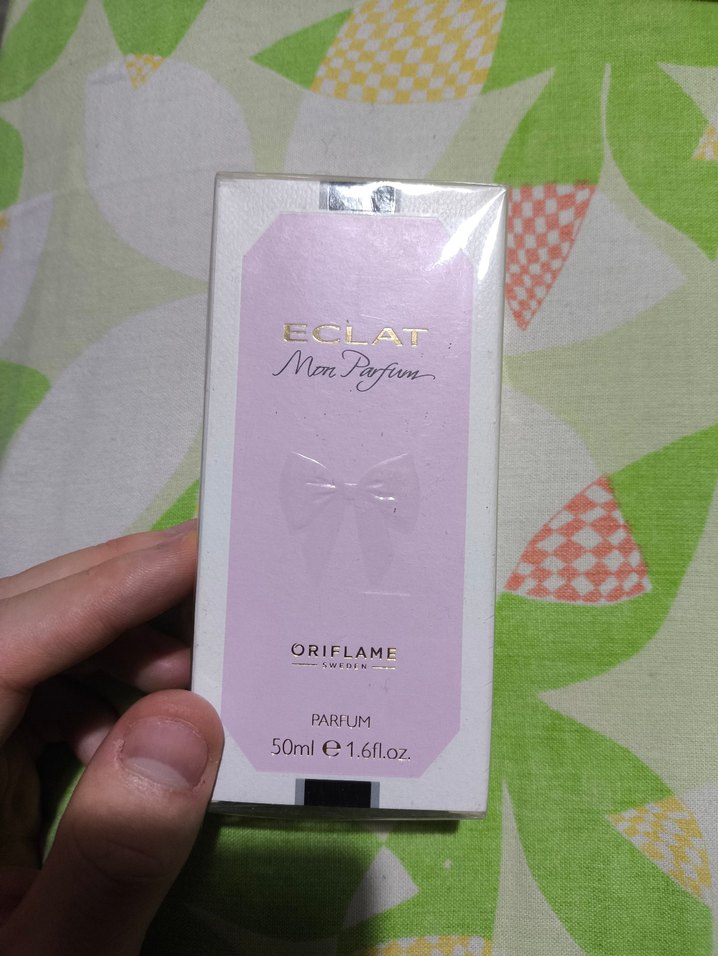 ECLAT
Mon Parfum
ORIFLAME
SWEDEN
PARFUM
50ml ℮ 1.6fl.oz.